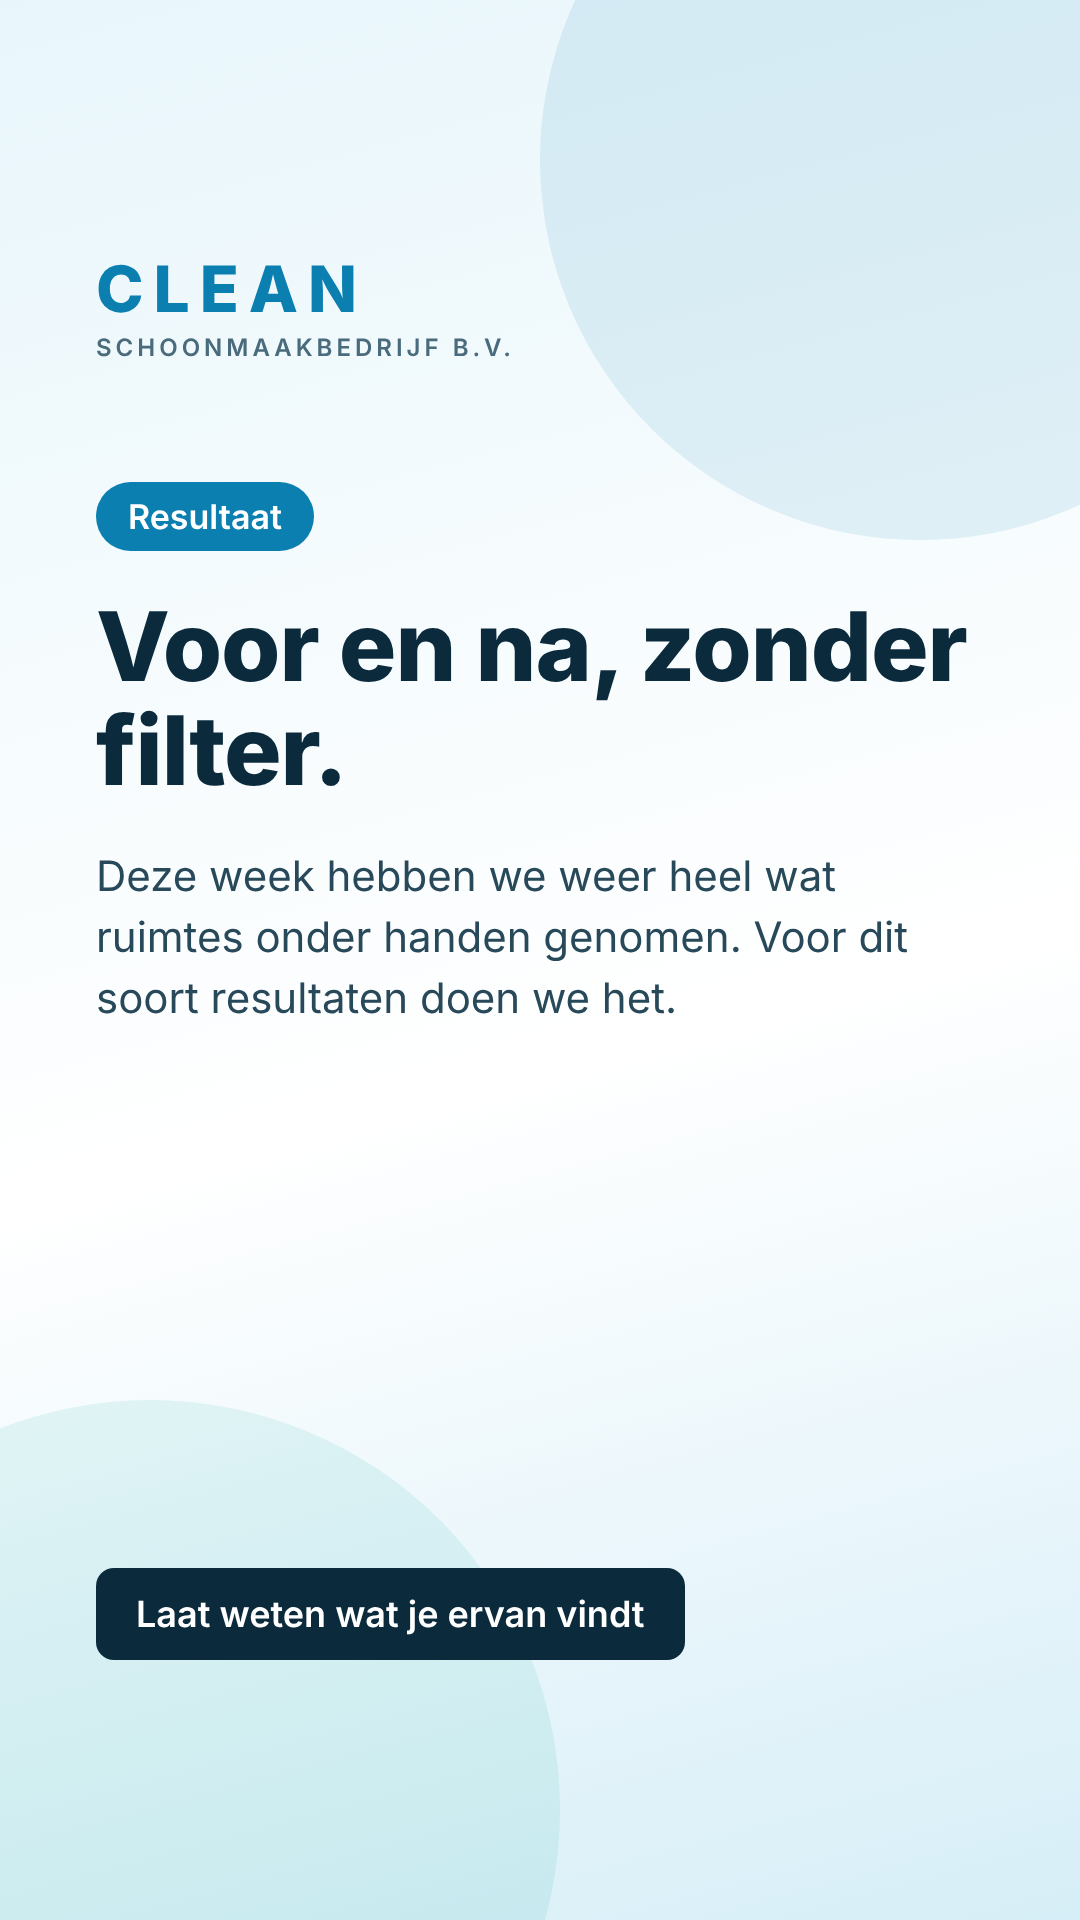 CLEAN
SCHOONMAAKBEDRIJF B.V.
Resultaat
Voor en na, zonder
filter.
Deze week hebben we weer heel wat
ruimtes onder handen genomen. Voor dit
soort resultaten doen we het.
Laat weten wat je ervan vindt